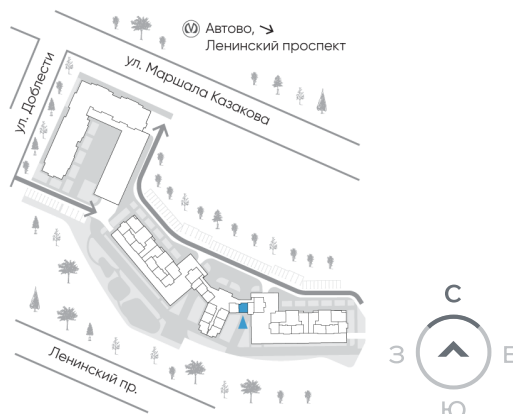 Автово, ↘
Ленинский проспект
ул. Маршала Казакова
ул. Доблести
Ленинский пр.
С
З
В
Ю